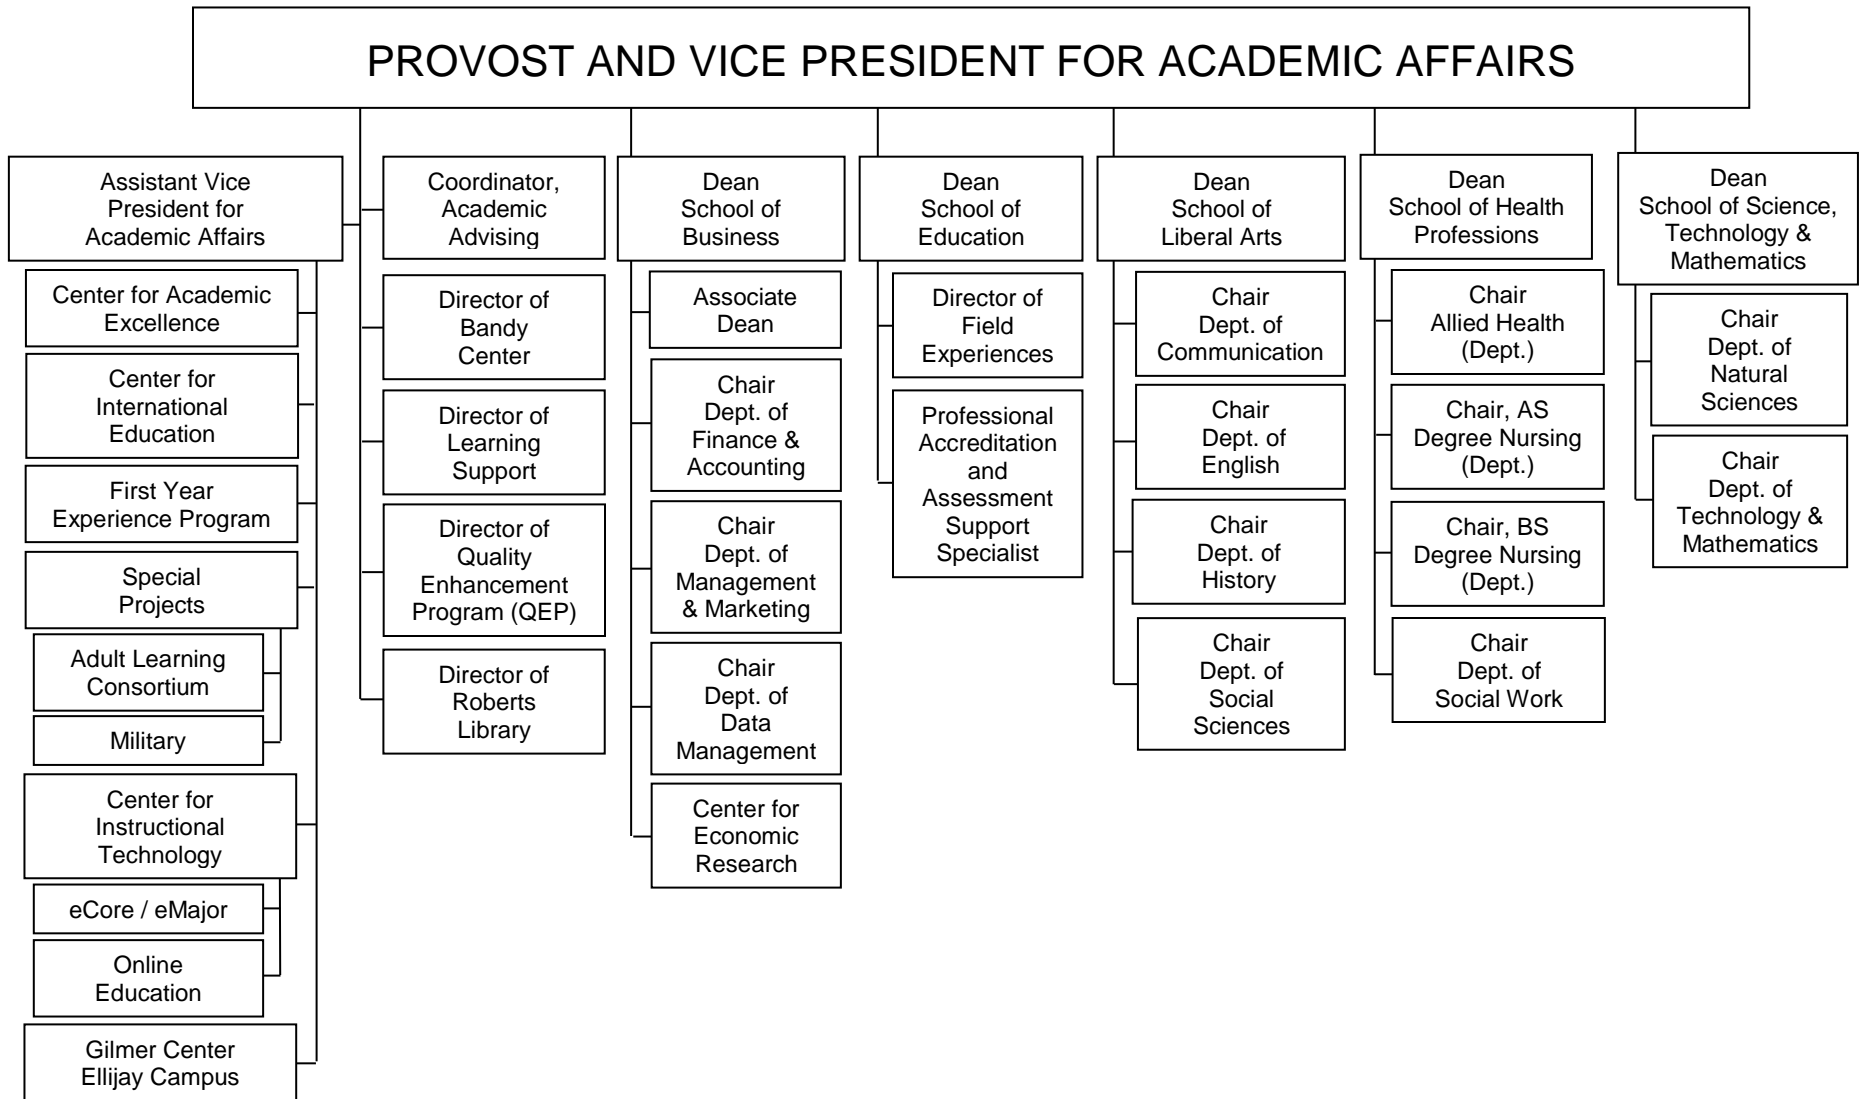 PROVOST AND VICE PRESIDENT FOR ACADEMIC AFFAIRS
Assistant Vice
President for
Academic Affairs
Center for Academic
Excellence
Center for
International
Education
First Year
Experience Program
Special
Projects
Adult Learning
Consortium
Military
Center for
Instructional
Technology
eCore / eMajor
Online
Education
Gilmer Center
Ellijay Campus
Coordinator,
Academic
Advising
Director of
Bandy
Center
Director of
Learning
Support
Director of
Quality
Enhancement
Program (QEP)
Director of
Roberts
Library
Dean
School of
Business
Associate
Dean
Chair
Dept. of
Finance &
Accounting
Chair
Dept. of
Management
& Marketing
Chair
Dept. of
Data
Management
Center for
Economic
Research
Dean
School of
Education
Director of
Field
Experiences
Professional
Accreditation
and
Assessment
Support
Specialist
Dean
School of
Liberal Arts
Chair
Dept. of
Communication
Chair
Dept. of
English
Chair
Dept. of
History
Chair
Dept. of
Social
Sciences
Dean
School of Health
Professions
Chair
Allied Health
(Dept.)
Chair, AS
Degree Nursing
(Dept.)
Chair, BS
Degree Nursing
(Dept.)
Chair
Dept. of
Social Work
Dean
School of Science,
Technology &
Mathematics
Chair
Dept. of
Natural
Sciences
Chair
Dept. of
Technology &
Mathematics